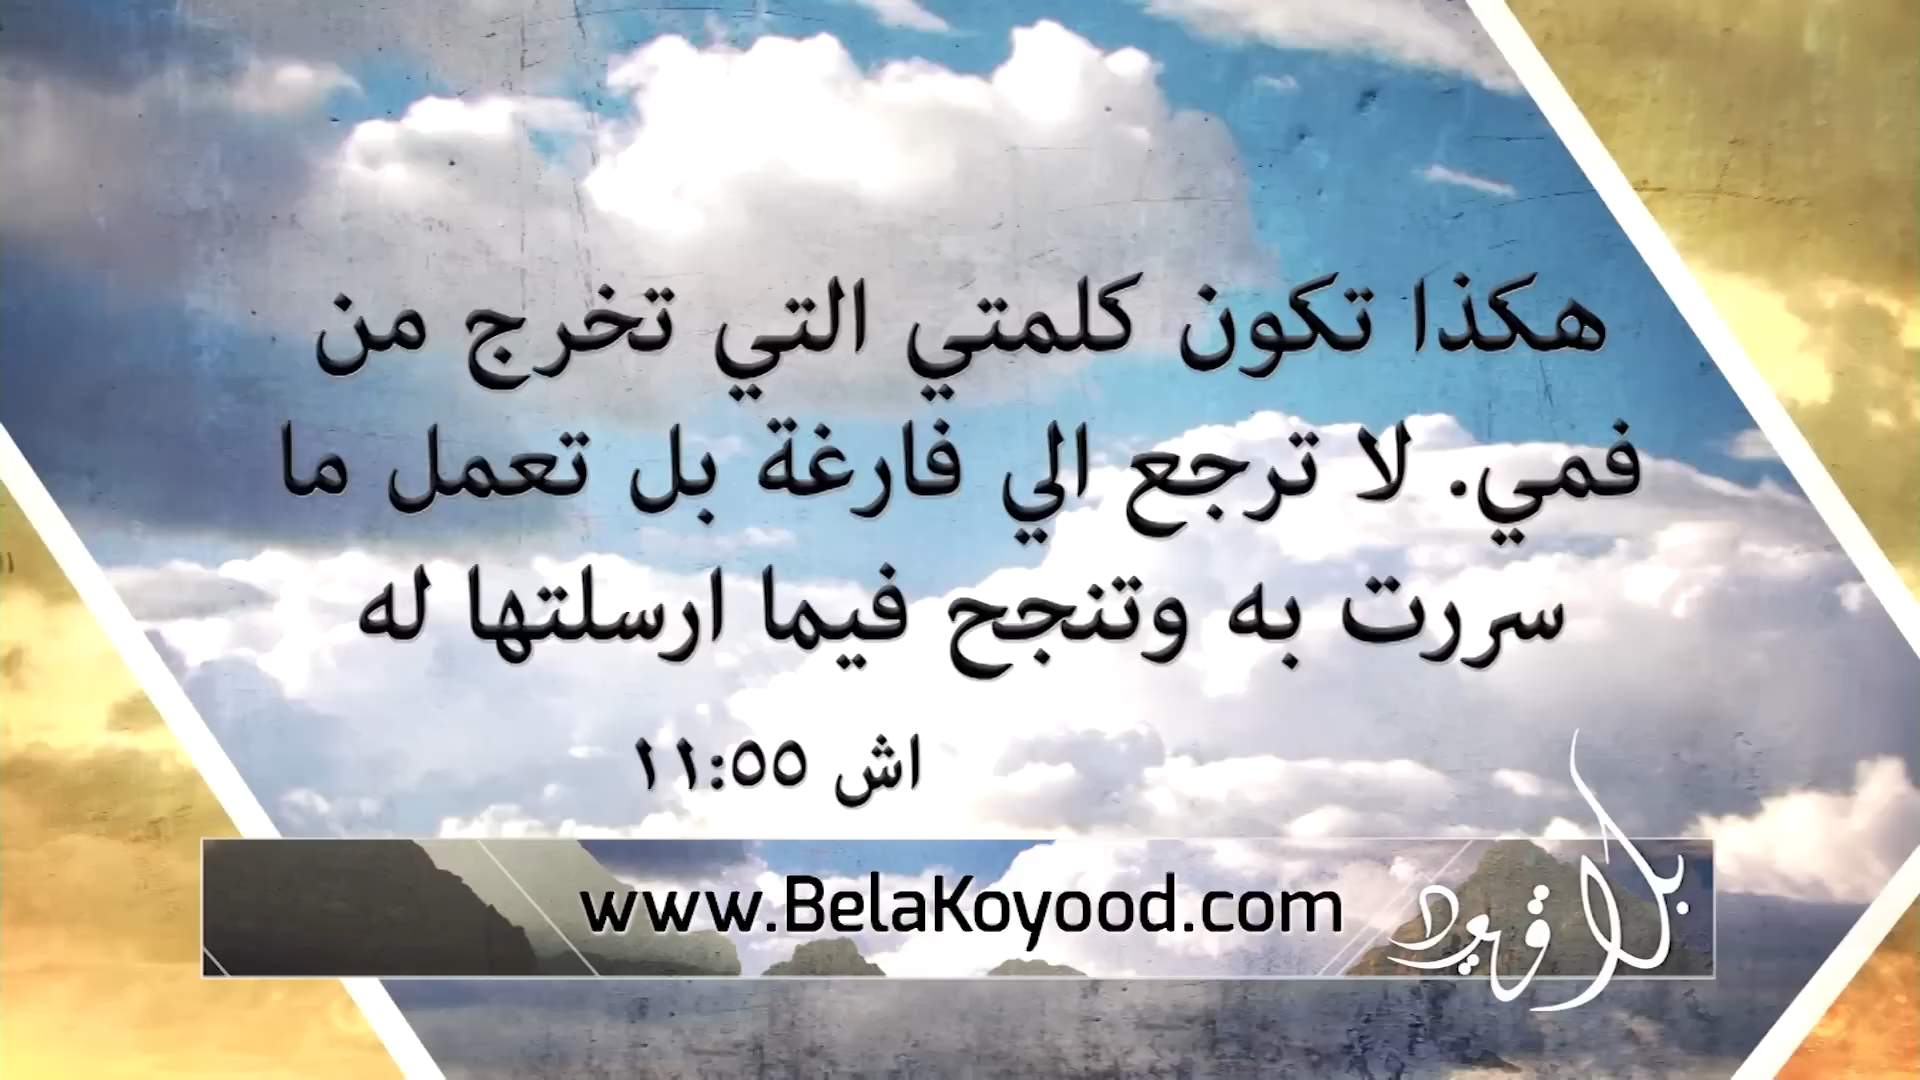 هكذا تكون كلمتي التي تخرج من
فمي. لا ترجع الي فارغة بل تعمل ما
سررت به وتنجح فيما ارسلتها له
اش ٥٥:١١
www.BelaKoyood.com
بلا قيود